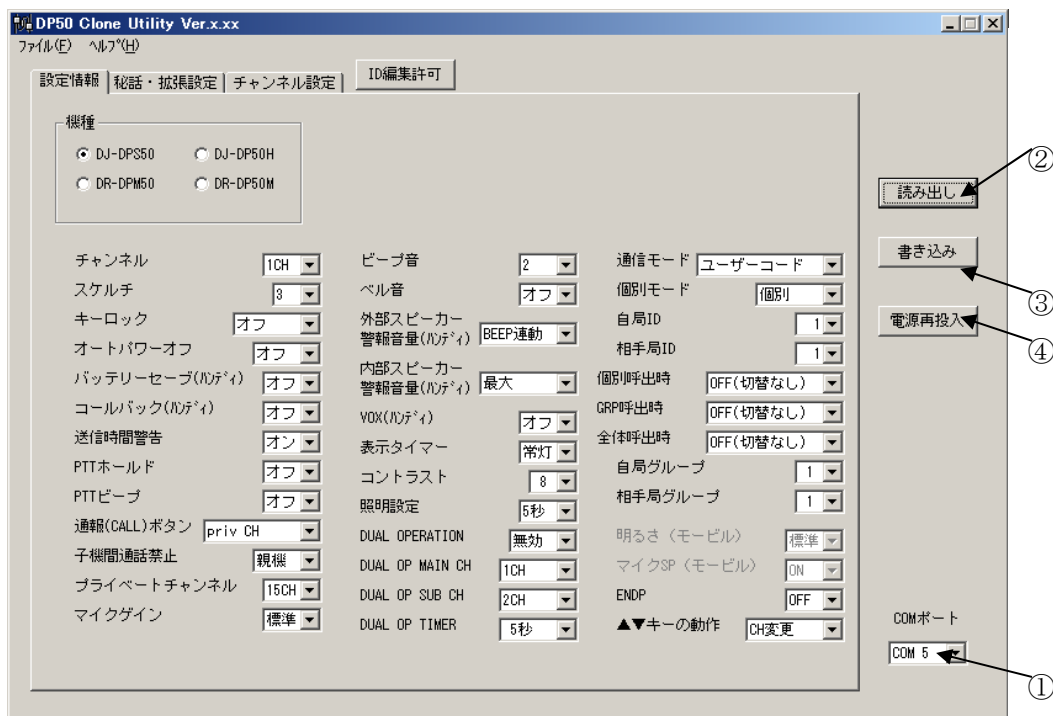 DP50 Clone Utility Ver.x.xx
ファイル(F) ヘルプ(H)
設定情報 秘話・拡張設定 チャンネル設定 ID編集許可
機種
DJ-DPS50 DJ-DP50H
DR-DPM50 DR-DP50M
チャンネル 1CH
スケルチ 3
キーロック オフ
オートパワーオフ オフ
バッテリーセーブ(ハンディ) オフ
コールバック(ハンディ) オフ
送信時間警告 オン
PTTホールド オフ
PTTビープ オフ
通報(CALL)ボタン priv CH
子機間通話禁止 親機
プライベートチャンネル 15CH
マイクゲイン 標準
ビープ音 2
ベル音 オフ
外部スピーカー
警報音量(ハンディ) BEEP連動
内部スピーカー
警報音量(ハンディ) 最大
VOX(ハンディ) オフ
表示タイマー 常灯
コントラスト 8
照明設定 5秒
DUAL OPERATION 無効
DUAL OP MAIN CH 1CH
DUAL OP SUB CH 2CH
DUAL OP TIMER 5秒
通信モード ユーザーコード
個別モード 個別
自局ID 1
相手局ID 1
個別呼出時 OFF(切替なし)
GRP呼出時 OFF(切替なし)
全体呼出時 OFF(切替なし)
自局グループ 1
相手局グループ 1
明るさ(モービル) 標準
マイクSP(モービル) ON
ENDP OFF
▲▼キーの動作 CH変更
②
読み出し
書き込み
③
電源再投入
④
COMポート
COM 5
①